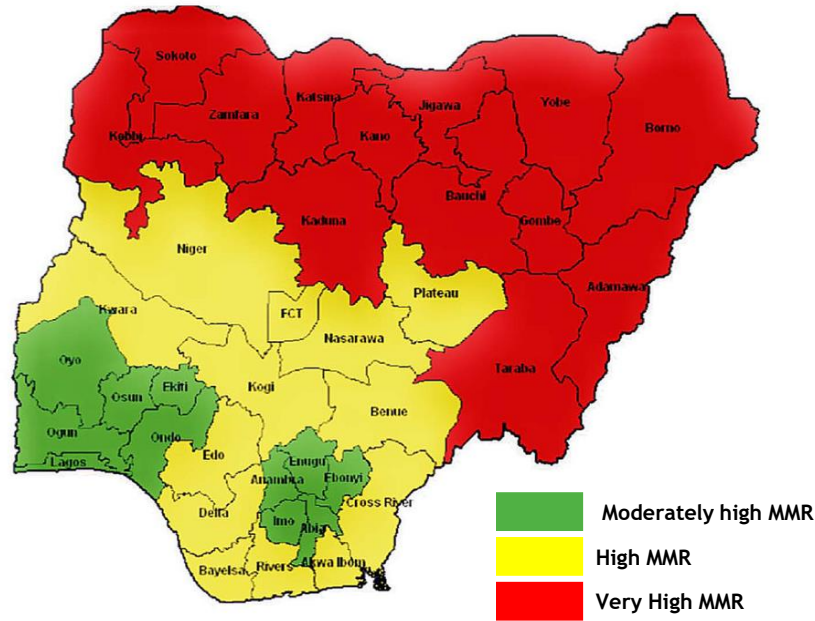 Sokoto
Katsina
Jigawa
Yobe
Borno
Zamfara
Kebbi
Kano
Bauchi
Gombe
Kaduna
Niger
Adamawa
Plateau
FCT
Kwara
Nasarawa
Oyo
Taraba
Ekiti
Kogi
Osun
Benue
Ogun
Ondo
Edo
Lagos
Enugu
Anambra
Ebonyi
Cross River
Delta
Imo
Abia
Bayelsa
Rivers
Akwa Ibom
Moderately high MMR
High MMR
Very High MMR